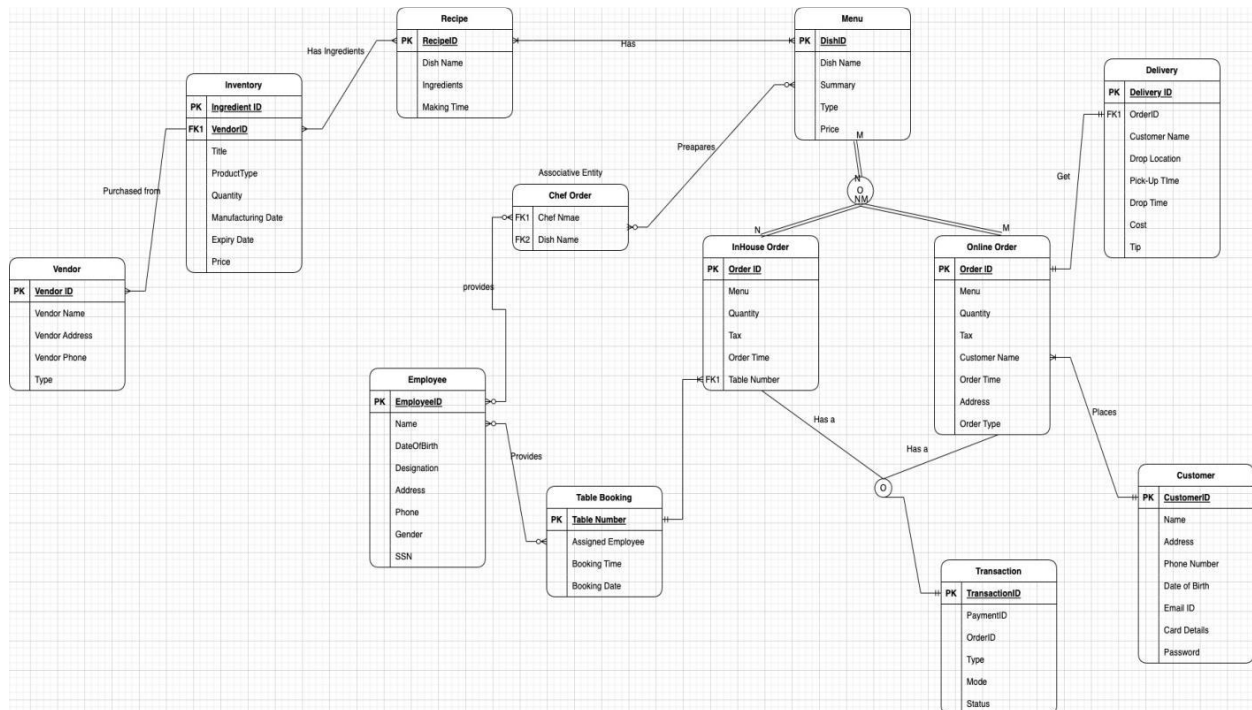 Recipe
PK RecipeID
Dish Name
Ingredients
Making Time
Menu
PK DishID
Dish Name
Summary
Type
Price
M
Has
Has Ingredients
Inventory
PK Ingredient ID
FK1 VendorID
Title
ProductType
Quantity
Manufacturing Date
Expiry Date
Price
Delivery
PK Delivery ID
FK1 OrderID
Customer Name
Drop Location
Pick-Up TIme
Drop Time
Cost
Tip
Get
Preapares
Purchased from
Associative Entity
Chef Order
FK1 Chef Nmae
FK2 Dish Name
N
O
NM
N
M
InHouse Order
PK Order ID
Menu
Quantity
Tax
Order Time
FK1 Table Number
Online Order
PK Order ID
Menu
Quantity
Tax
Customer Name
Order Time
Address
Order Type
Vendor
PK Vendor ID
Vendor Name
Vendor Address
Vendor Phone
Type
provides
Employee
PK EmployeeID
Name
DateOfBirth
Designation
Address
Phone
Gender
SSN
Provides
Has a
Has a
O
Places
Table Booking
PK Table Number
Assigned Employee
Booking Time
Booking Date
Customer
PK CustomerID
Name
Address
Phone Number
Date of Birth
Email ID
Card Details
Password
Transaction
PK TransactionID
PaymentID
OrderID
Type
Mode
Status